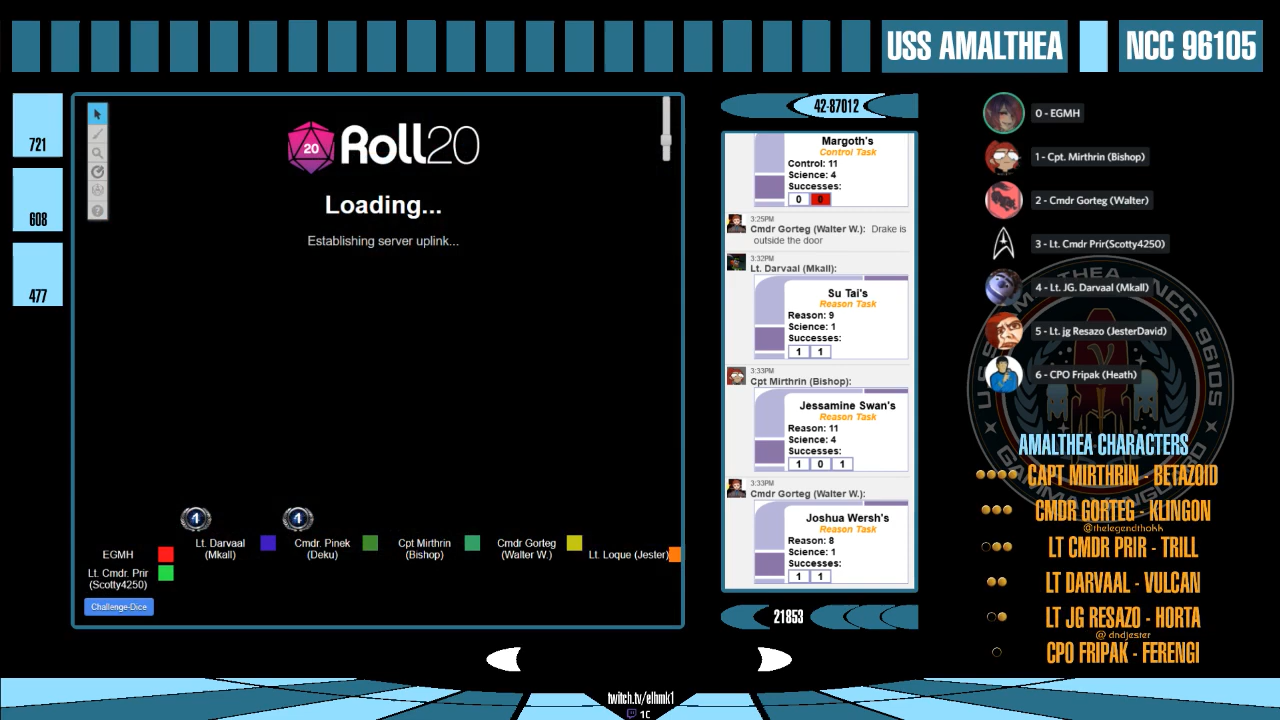 USS AMALTHEA
NCC 96105
721
608
477
20
Roll20
Loading...
Establishing server uplink...
4
4
EGMH
Lt. Darvaal
(Mkall)
Cmdr. Pinek
(Deku)
Cpt Mirthrin
(Bishop)
Cmdr Gorteg
(Walter W.)
Lt. Loque (Jester)
Lt. Cmdr. Prir
(Scotty4250)
Challenge-Dice
42-87012
Margoth's
Control Task
Control: 11
Science: 4
Successes:
0 0
3:25PM
Cmdr Gorteg (Walter W.): Drake is
outside the door
3:32PM
Lt. Darvaal (Mkall):
Su Tai's
Reason Task
Reason: 9
Science: 1
Successes:
1 1
3:33PM
Cpt Mirthrin (Bishop):
Jessamine Swan's
Reason Task
Reason: 11
Science: 4
Successes:
1 0 1
3:33PM
Cmdr Gorteg (Walter W.):
Joshua Wersh's
Reason Task
Reason: 8
Science: 1
Successes:
1 1
21853
0 - EGMH
1 - Cpt. Mirthrin (Bishop)
2 - Cmdr Gorteg (Walter)
3 - Lt. Cmdr Prir(Scotty4250)
4 - Lt. JG. Darvaal (Mkall)
5 - Lt. jg Resazo (JesterDavid)
6 - CPO Fripak (Heath)
AMALTHEA CHARACTERS
CAPT MIRTHRIN - BETAZOID
CMDR GORTEG - KLINGON
@thelegendthokk
LT CMDR PRIR - TRILL
LT DARVAAL - VULCAN
LT JG RESAZO - HORTA
@dndjester
CPO FRIPAK - FERENGI
twitch.tv/elhmk1
1C